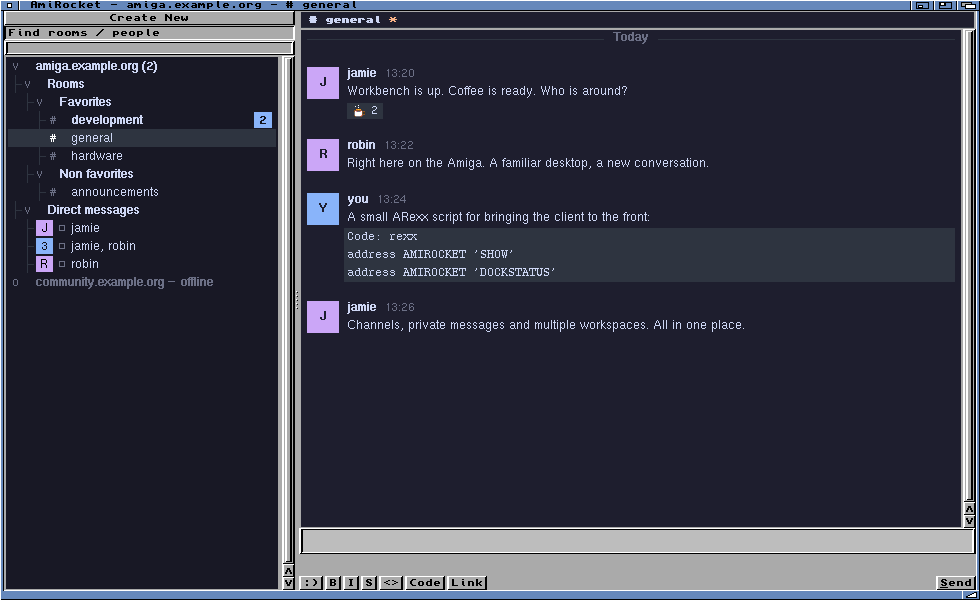 AmiRocket - amiga.example.org - # general
Create New
Find rooms / people
amiga.example.org (2)
Rooms
Favorites
# development 2
# general
# hardware
Non favorites
# announcements
Direct messages
J jamie
3 jamie, robin
R robin
community.example.org – offline
# general *
Today
J
jamie 13:20
Workbench is up. Coffee is ready. Who is around?
2
R
robin 13:22
Right here on the Amiga. A familiar desktop, a new conversation.
Y
you 13:24
A small ARexx script for bringing the client to the front:
Code: rexx
address AMIROCKET 'SHOW'
address AMIROCKET 'DOCKSTATUS'
J
jamie 13:26
Channels, private messages and multiple workspaces. All in one place.
:) B I S <> Code Link Send